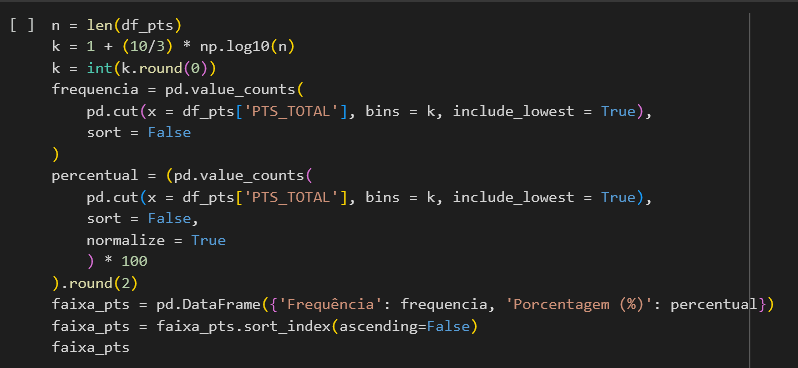 [ ] n = len(df_pts)
k = 1 + (10/3) * np.log10(n)
k = int(k.round(0))
frequencia = pd.value_counts(
    pd.cut(x = df_pts['PTS_TOTAL'], bins = k, include_lowest = True),
    sort = False
)
percentual = (pd.value_counts(
    pd.cut(x = df_pts['PTS_TOTAL'], bins = k, include_lowest = True),
    sort = False,
    normalize = True
    ) * 100
).round(2)
faixa_pts = pd.DataFrame({'Frequência': frequencia, 'Porcentagem (%)': percentual})
faixa_pts = faixa_pts.sort_index(ascending=False)
faixa_pts